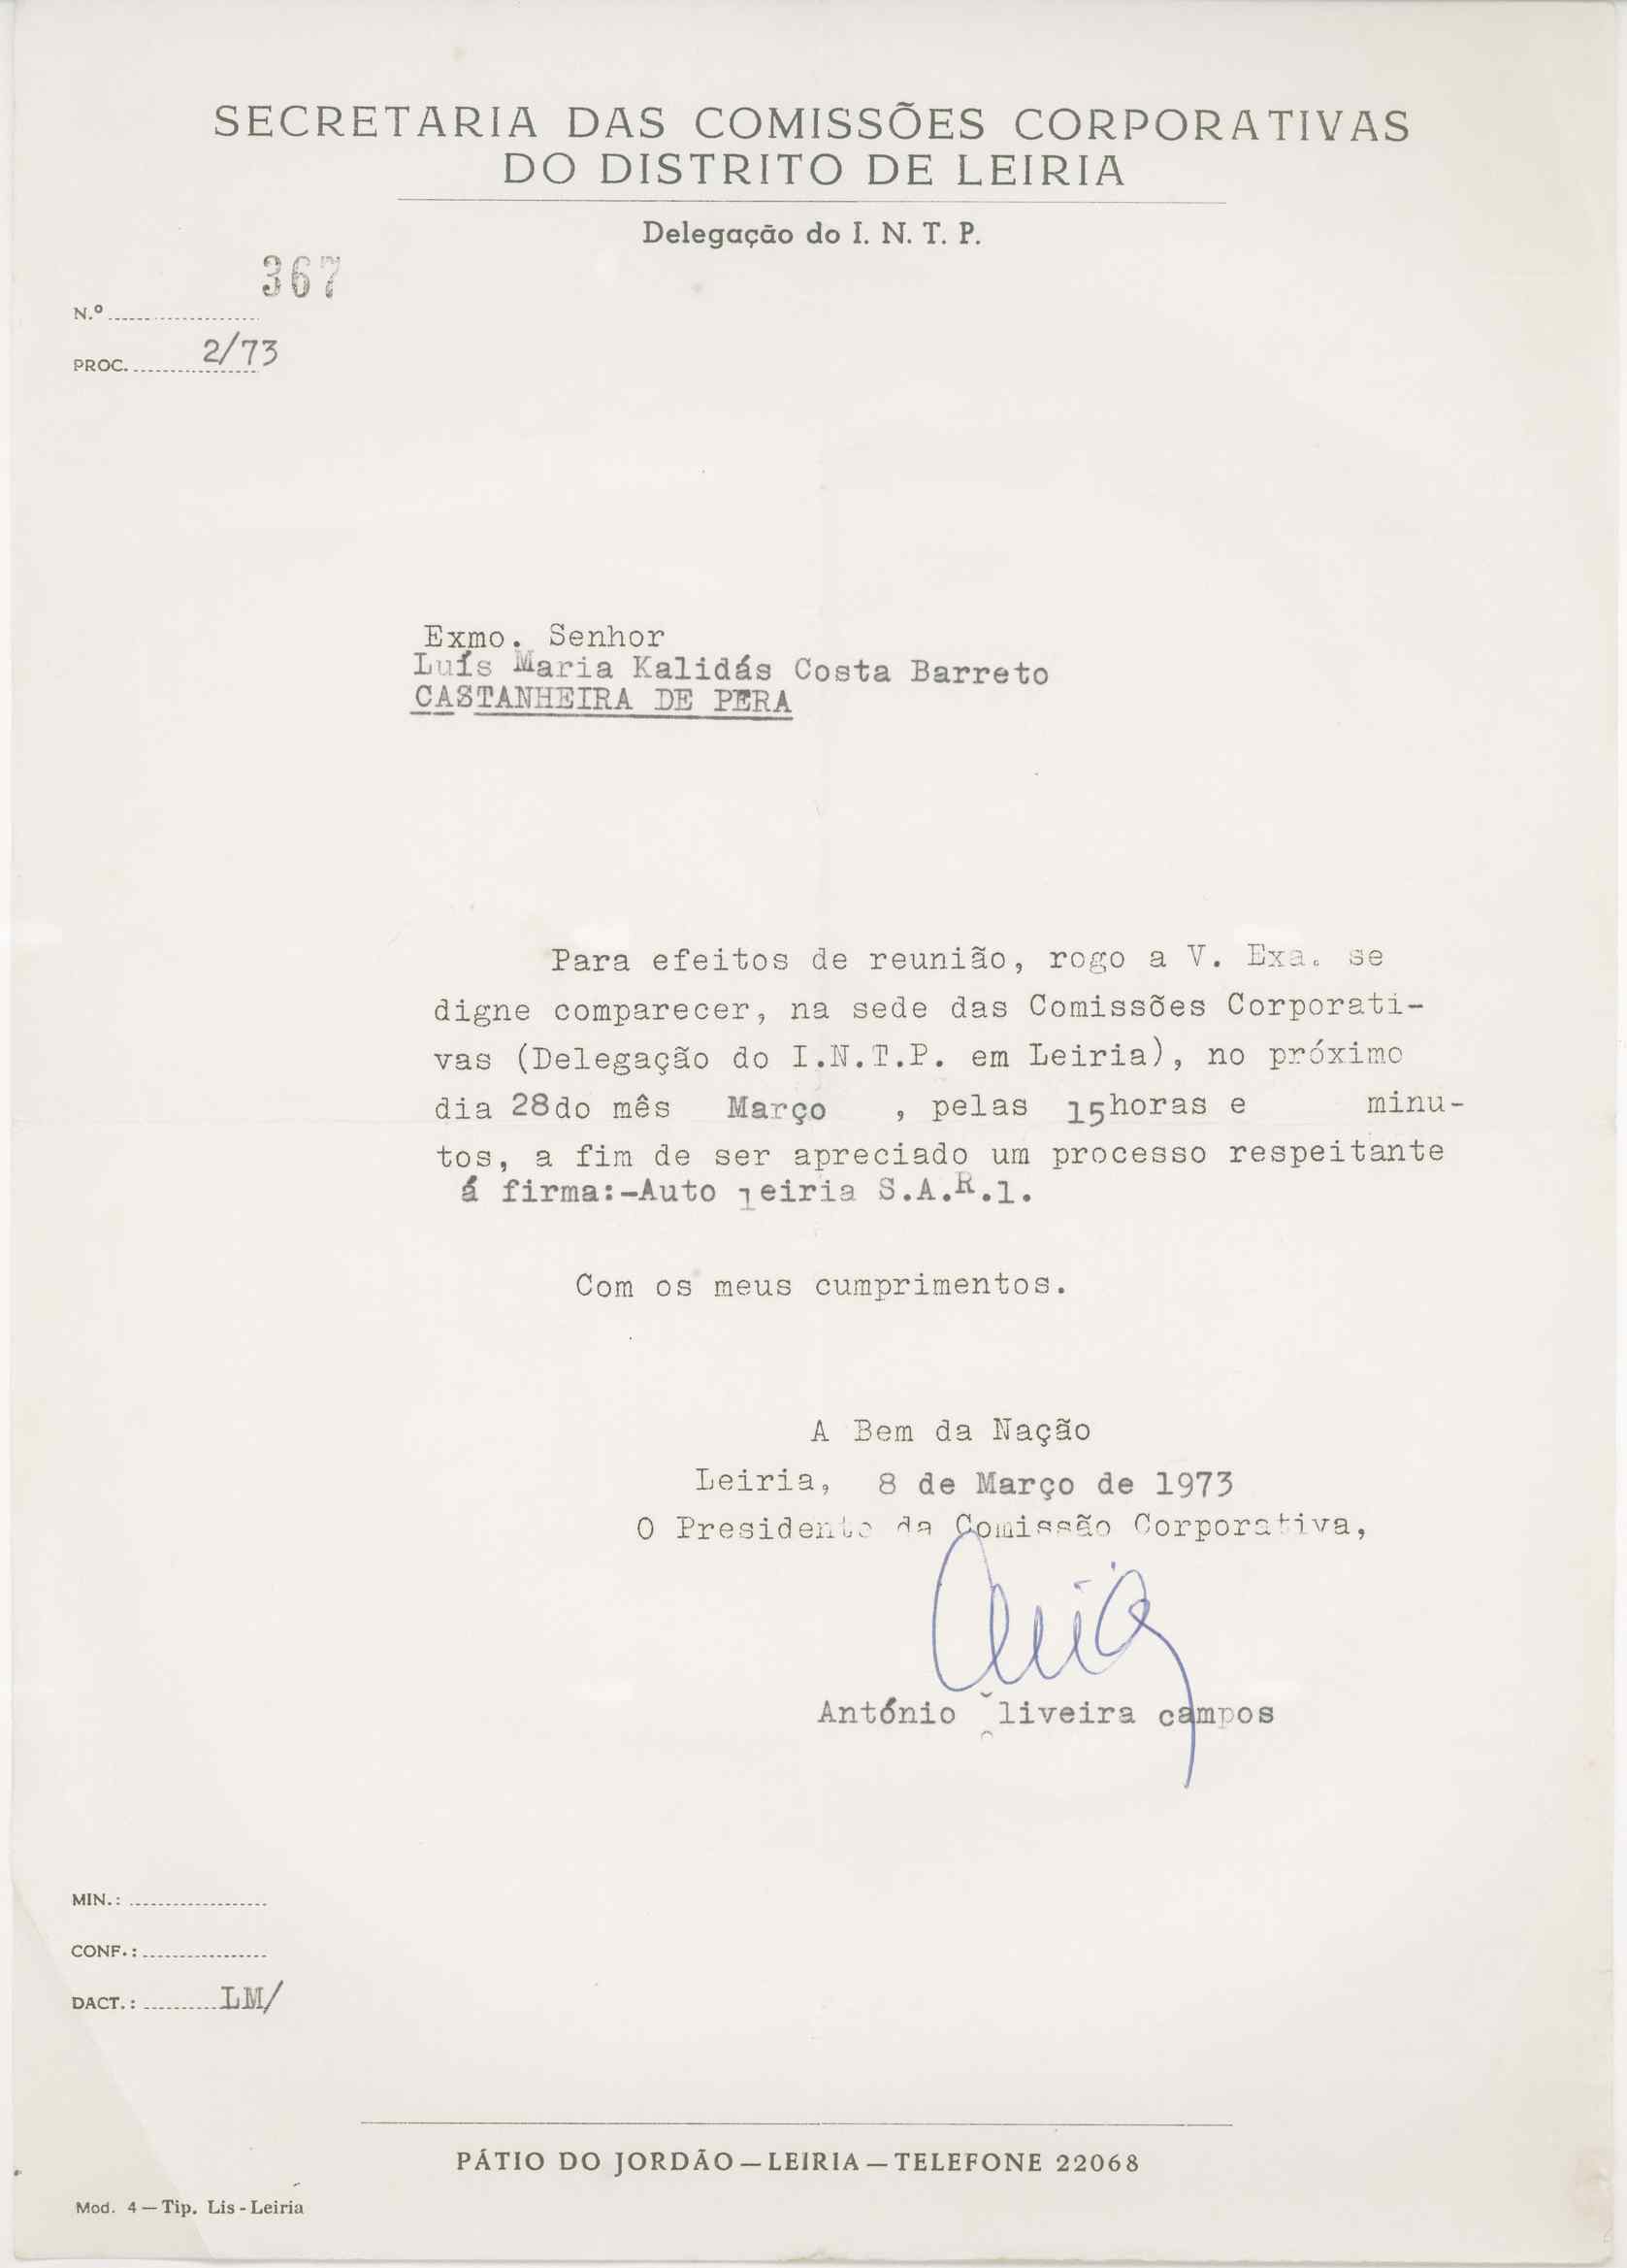 SECRETARIA DAS COMISSÕES CORPORATIVAS
DO DISTRITO DE LEIRIA
Delegação do I. N. T. P.
367
N.º
PROC. 2/73
Exmo. Senhor
Luís Maria Kalidás Costa Barreto
CASTANHEIRA DE PERA
Para efeitos de reunião, rogo a V. Exa. se
digne comparecer, na sede das Comissões Corporati-
vas (Delegação do I.N.T.P. em Leiria), no próximo
dia 28do mês Março , pelas 15horas e minu-
tos, a fim de ser apreciado um processo respeitante
á firma:-Auto leiria S.A.R.l.
Com os meus cumprimentos.
A Bem da Nação
Leiria, 8 de Março de 1973
O Presidente da Comissão Corporativa,
António Oliveira campos
MIN.:
CONF.:
DACT.: LM/
PÁTIO DO JORDÃO — LEIRIA — TELEFONE 22068
Mod. 4 — Tip. Lis - Leiria